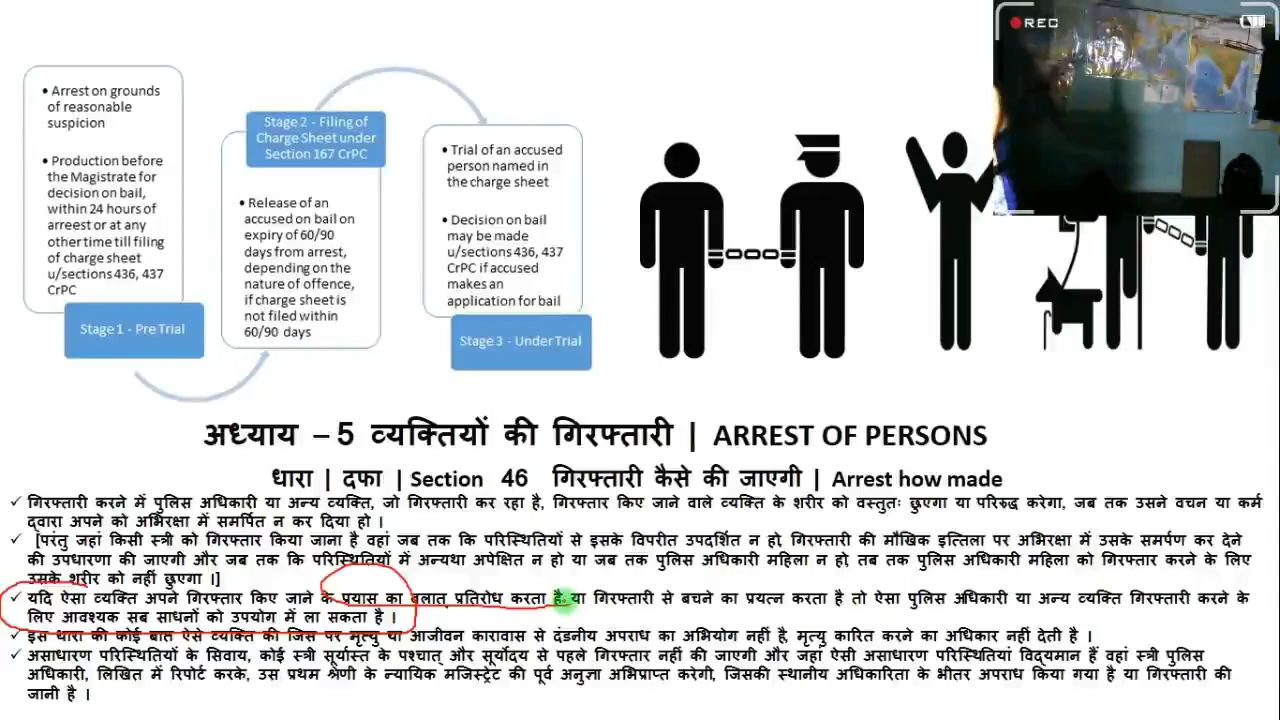 REC
• Arrest on grounds
of reasonable
suspicion
• Production before
the Magistrate for
decision on bail,
within 24 hours of
arreest or at any
other time till filing
of charge sheet
u/sections 436, 437
CrPC
Stage 1 - Pre Trial
Stage 2 - Filing of
Charge Sheet under
Section 167 CrPC
• Release of an
accused on bail on
expiry of 60/90
days from arrest,
depending on the
nature of offence,
if charge sheet is
not filed within
60/90 days
• Trial of an accused
person named in
the charge sheet
• Decision on bail
may be made
u/sections 436, 437
CrPC if accused
makes an
application for bail
Stage 3 - Under Trial
अध्याय – 5 व्यक्तियों की गिरफ्तारी | ARREST OF PERSONS
धारा | दफा | Section 46 गिरफ्तारी कैसे की जाएगी | Arrest how made
✓ गिरफ्तारी करने में पुलिस अधिकारी या अन्य व्यक्ति, जो गिरफ्तारी कर रहा है, गिरफ्तार किए जाने वाले व्यक्ति के शरीर को वस्तुतः छुएगा या परिरुद्ध करेगा, जब तक उसने वचन या कर्म
द्वारा अपने को अभिरक्षा में समर्पित न कर दिया हो ।
✓ [परंतु जहां किसी स्त्री को गिरफ्तार किया जाना है वहां जब तक कि परिस्थितियों से इसके विपरीत उपदर्शित न हो, गिरफ्तारी की मौखिक इत्तिला पर अभिरक्षा में उसके समर्पण कर देने
की उपधारणा की जाएगी और जब तक कि परिस्थितियों में अन्यथा अपेक्षित न हो या जब तक पुलिस अधिकारी महिला न हो, तब तक पुलिस अधिकारी महिला को गिरफ्तार करने के लिए
उसके शरीर को नहीं छुएगा ।]
✓ यदि ऐसा व्यक्ति अपने गिरफ्तार किए जाने के प्रयास का बलात् प्रतिरोध करता है, या गिरफ्तारी से बचने का प्रयत्न करता है तो ऐसा पुलिस अधिकारी या अन्य व्यक्ति गिरफ्तारी करने के
लिए आवश्यक सब साधनों को उपयोग में ला सकता है ।
✓ इस धारा की कोई बात ऐसे व्यक्ति की जिस पर मृत्यु या आजीवन कारावास से दंडनीय अपराध का अभियोग नहीं है, मृत्यु कारित करने का अधिकार नहीं देती है ।
✓ असाधारण परिस्थितियों के सिवाय, कोई स्त्री सूर्यास्त के पश्चात् और सूर्योदय से पहले गिरफ्तार नहीं की जाएगी और जहां ऐसी असाधारण परिस्थितियां विद्यमान हैं वहां स्त्री पुलिस
अधिकारी, लिखित में रिपोर्ट करके, उस प्रथम श्रेणी के न्यायिक मजिस्ट्रेट की पूर्व अनुज्ञा अभिप्राप्त करेगी, जिसकी स्थानीय अधिकारिता के भीतर अपराध किया गया है या गिरफ्तारी की
जानी है ।